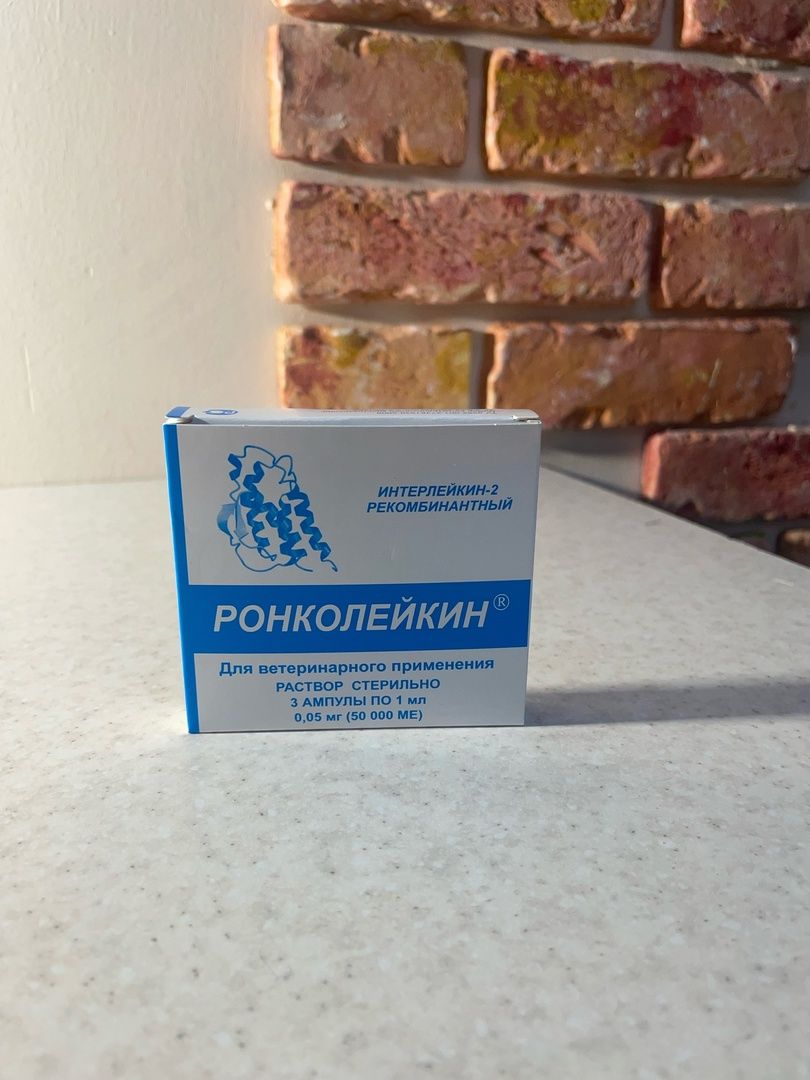 ИНТЕРЛЕЙКИН-2
РЕКОМБИНАНТНЫЙ
РОНКОЛЕЙКИН®
Для ветеринарного применения
РАСТВОР СТЕРИЛЬНО
3 АМПУЛЫ ПО 1 мл
0,05 мг (50 000 МЕ)